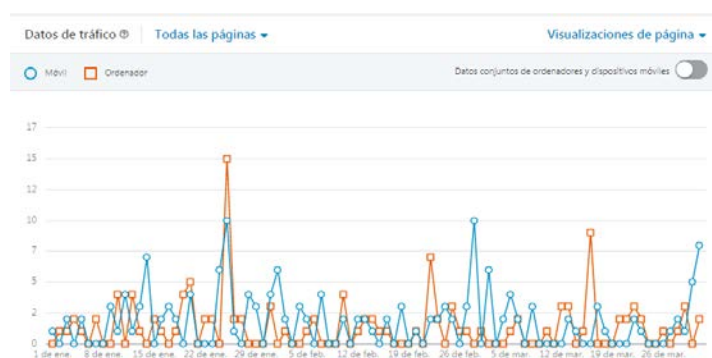 Datos de tráfico Todas las páginas Visualizaciones de página
Móvil Ordenador Datos conjuntos de ordenadores y dispositivos móviles
17
15
12
10
7
5
2
0
1 de ene. 8 de ene. 15 de ene. 22 de ene. 29 de ene. 5 de feb. 12 de feb. 19 de feb. 26 de feb. 5 de mar. 12 de mar. 19 de mar. 26 de mar.